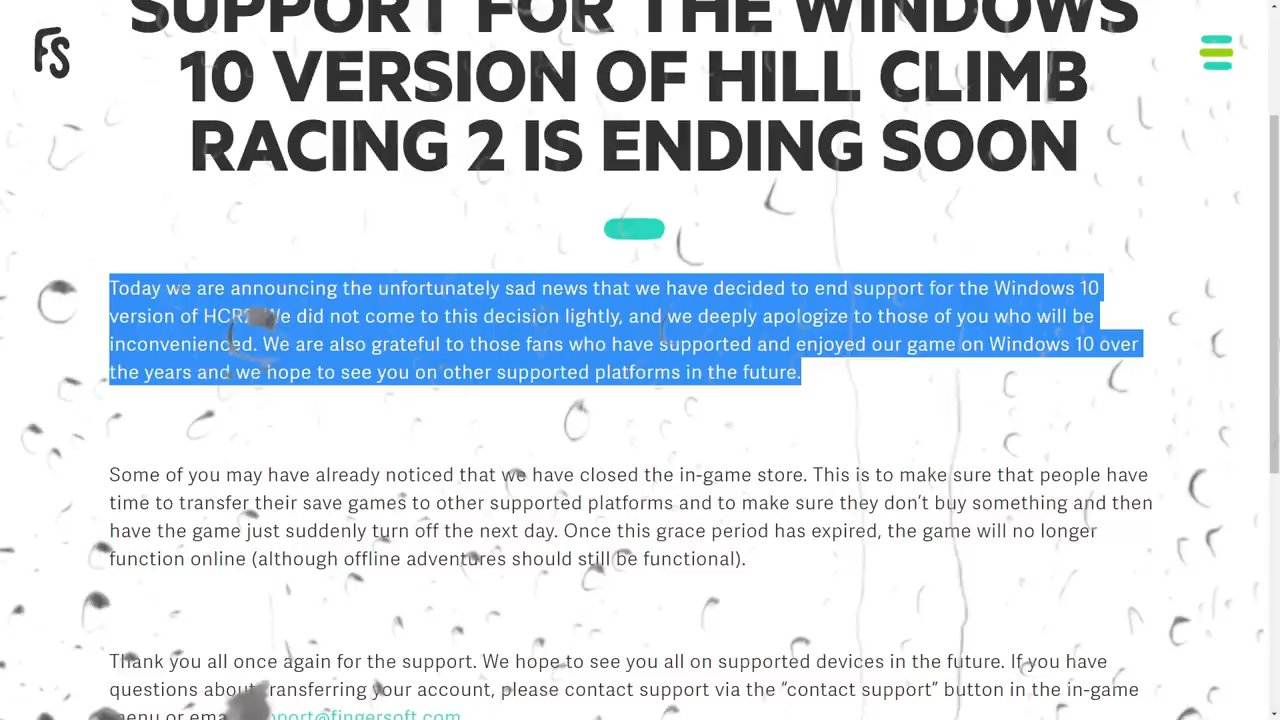 SUPPORT FOR THE WINDOWS
10 VERSION OF HILL CLIMB
RACING 2 IS ENDING SOON
FS
Today we are announcing the unfortunately sad news that we have decided to end support for the Windows 10
version of HCR2. We did not come to this decision lightly, and we deeply apologize to those of you who will be
inconvenienced. We are also grateful to those fans who have supported and enjoyed our game on Windows 10 over
the years and we hope to see you on other supported platforms in the future.
Some of you may have already noticed that we have closed the in-game store. This is to make sure that people have
time to transfer their save games to other supported platforms and to make sure they don’t buy something and then
have the game just suddenly turn off the next day. Once this grace period has expired, the game will no longer
function online (although offline adventures should still be functional).
Thank you all once again for the support. We hope to see you all on supported devices in the future. If you have
questions about transferring your account, please contact support via the “contact support” button in the in-game
menu or email support@fingersoft.com